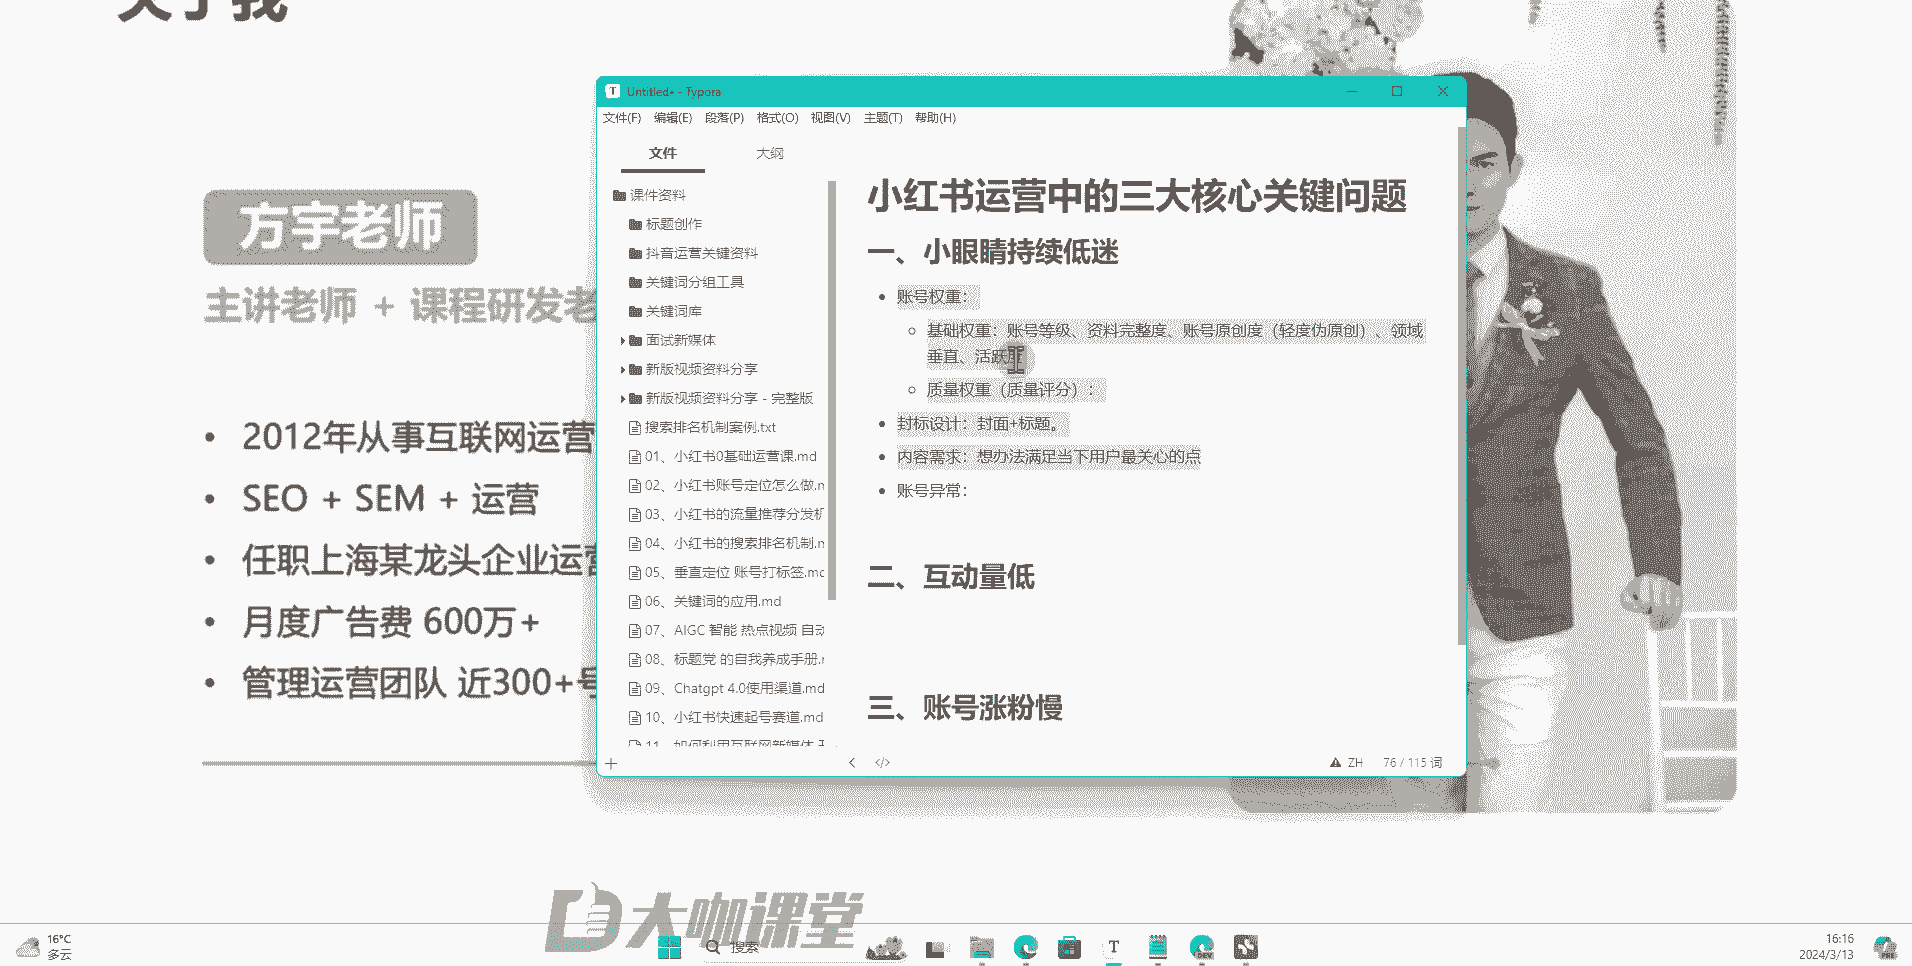 关于我
方宇老师
主讲老师 + 课程研发老
2012年从事互联网运营
SEO + SEM + 运营
任职上海某龙头企业运营
月度广告费 600万+
管理运营团队 近300+号
Untitled• - Typora
文件(F) 编辑(E) 段落(P) 格式(O) 视图(V) 主题(T) 帮助(H)
文件 大纲
课件资料
标题创作
抖音运营关键资料
关键词分组工具
关键词库
面试新媒体
新版视频资料分享
新版视频资料分享 - 完整版
搜索排名机制案例.txt
01、小红书0基础运营课.md
02、小红书账号定位怎么做.m
03、小红书的流量推荐分发机
04、小红书的搜索排名机制.m
05、垂直定位 账号打标签.md
06、关键词的应用.md
07、AIGC 智能 热点视频 自动
08、标题党 的自我养成手册.m
09、Chatgpt 4.0使用渠道.md
10、小红书快速起号赛道.md
11、如何利用互联网新媒体
小红书运营中的三大核心关键问题
一、小眼睛持续低迷
账号权重：
基础权重：账号等级、资料完整度、账号原创度（轻度伪原创）、领域
垂直、活跃度
质量权重（质量评分）：
封标设计：封面+标题。
内容需求：想办法满足当下用户最关心的点
账号异常：
二、互动量低
三、账号涨粉慢
ZH 76 / 115 词
大咖课堂
16°C
多云
搜索
T
DEV
16:16
2024/3/13
PRE